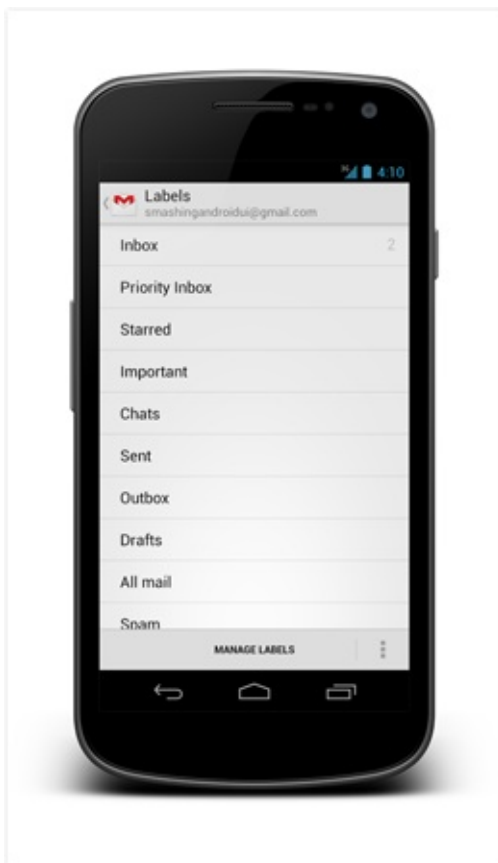 3G 4:10
Labels
smashingandroidui@gmail.com
Inbox 2
Priority Inbox
Starred
Important
Chats
Sent
Outbox
Drafts
All mail
Spam
MANAGE LABELS